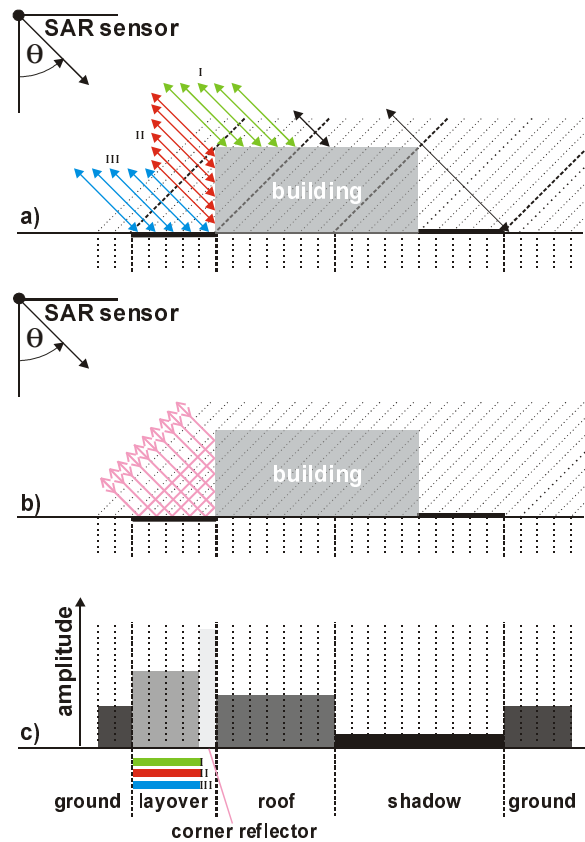 SAR sensor
θ
I
II
III
building
a)
SAR sensor
θ
building
b)
amplitude
c)
I
II
III
ground layover roof shadow ground
corner reflector